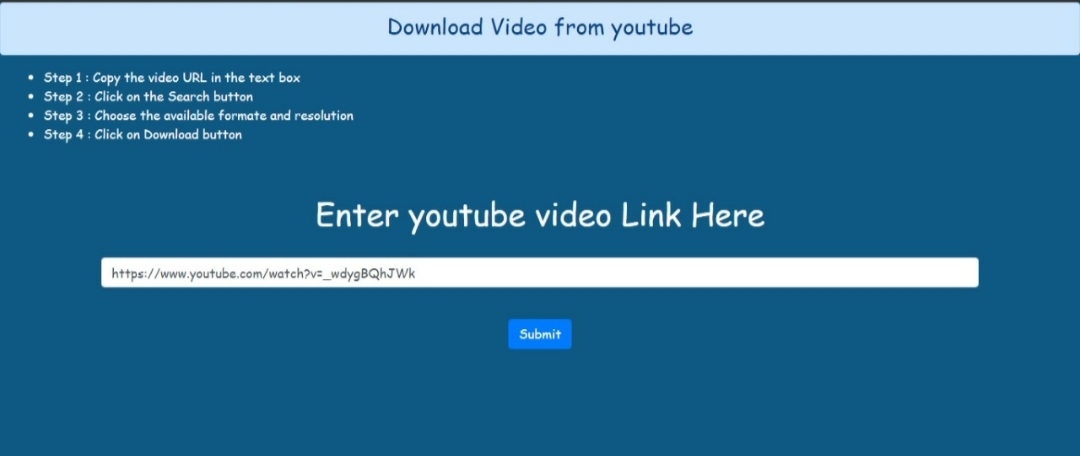 Download Video from youtube
Step 1 : Copy the video URL in the text box
Step 2 : Click on the Search button
Step 3 : Choose the available formate and resolution
Step 4 : Click on Download button
Enter youtube video Link Here
https://www.youtube.com/watch?v=_wdygBQhJWk
Submit